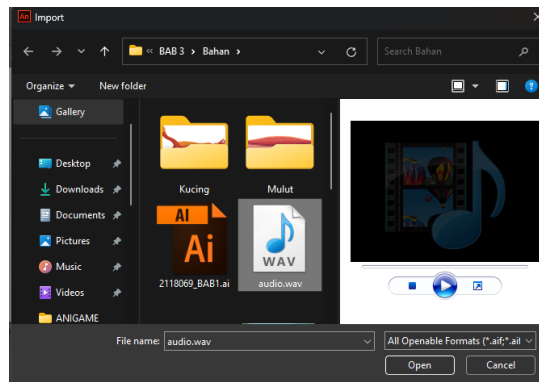 An Import
« BAB 3 › Bahan ›
Search Bahan
Organize
New folder
Gallery
Desktop
Downloads
Documents
Pictures
Music
Videos
ANIGAME
Kucing
Mulut
AI
Ai
2118069_BAB1.ai
WAV
audio.wav
File name: audio.wav
All Openable Formats (*.aif;*.aif
Open
Cancel